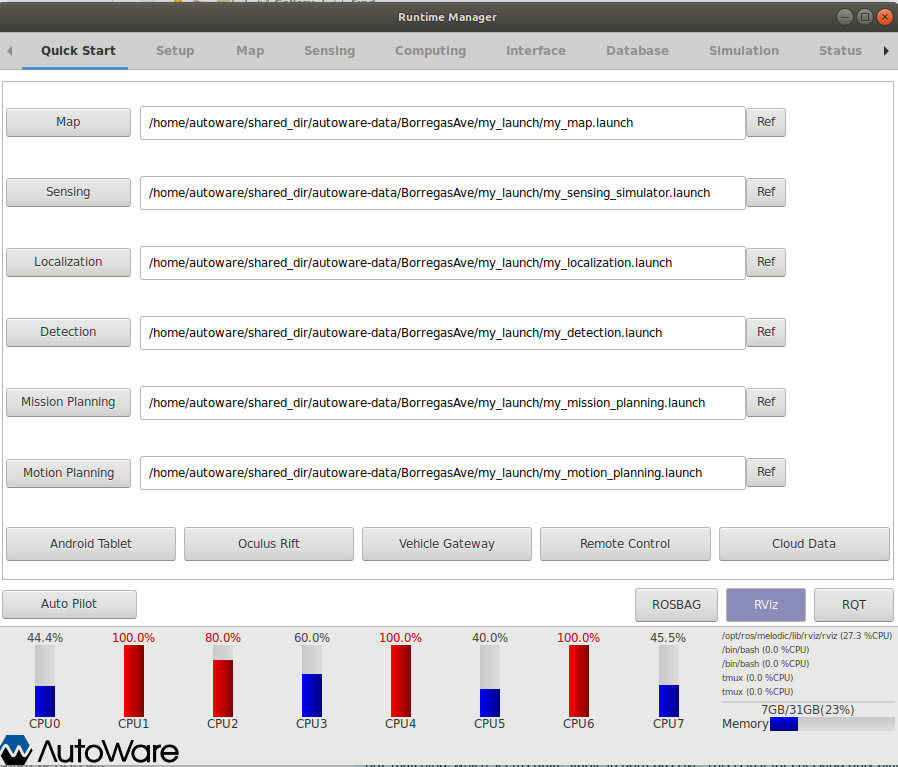 Runtime Manager
Quick Start Setup Map Sensing Computing Interface Database Simulation Status
Map /home/autoware/shared_dir/autoware-data/BorregasAve/my_launch/my_map.launch Ref
Sensing /home/autoware/shared_dir/autoware-data/BorregasAve/my_launch/my_sensing_simulator.launch Ref
Localization /home/autoware/shared_dir/autoware-data/BorregasAve/my_launch/my_localization.launch Ref
Detection /home/autoware/shared_dir/autoware-data/BorregasAve/my_launch/my_detection.launch Ref
Mission Planning /home/autoware/shared_dir/autoware-data/BorregasAve/my_launch/my_mission_planning.launch Ref
Motion Planning /home/autoware/shared_dir/autoware-data/BorregasAve/my_launch/my_motion_planning.launch Ref
Android Tablet Oculus Rift Vehicle Gateway Remote Control Cloud Data
Auto Pilot ROSBAG RViz RQT
44.4% 100.0% 80.0% 60.0% 100.0% 40.0% 100.0% 45.5%
CPU0 CPU1 CPU2 CPU3 CPU4 CPU5 CPU6 CPU7
/opt/ros/melodic/lib/rviz/rviz (27.3 %CPU)
/bin/bash (0.0 %CPU)
/bin/bash (0.0 %CPU)
tmux (0.0 %CPU)
tmux (0.0 %CPU)
7GB/31GB(23%)
Memory
AutoWare